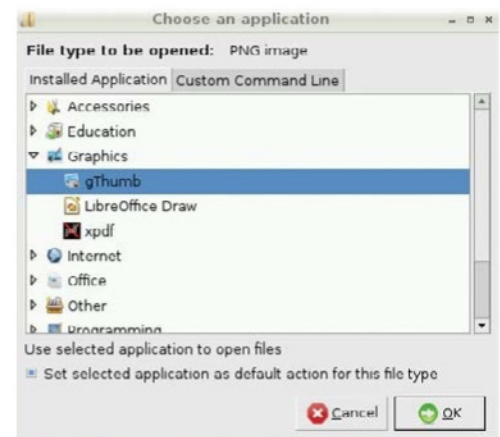 Choose an application
File type to be opened: PNG image
Installed Application Custom Command Line
Accessories
Education
Graphics
gThumb
LibreOffice Draw
xpdf
Internet
Office
Other
Programming
Use selected application to open files
Set selected application as default action for this file type
Cancel OK